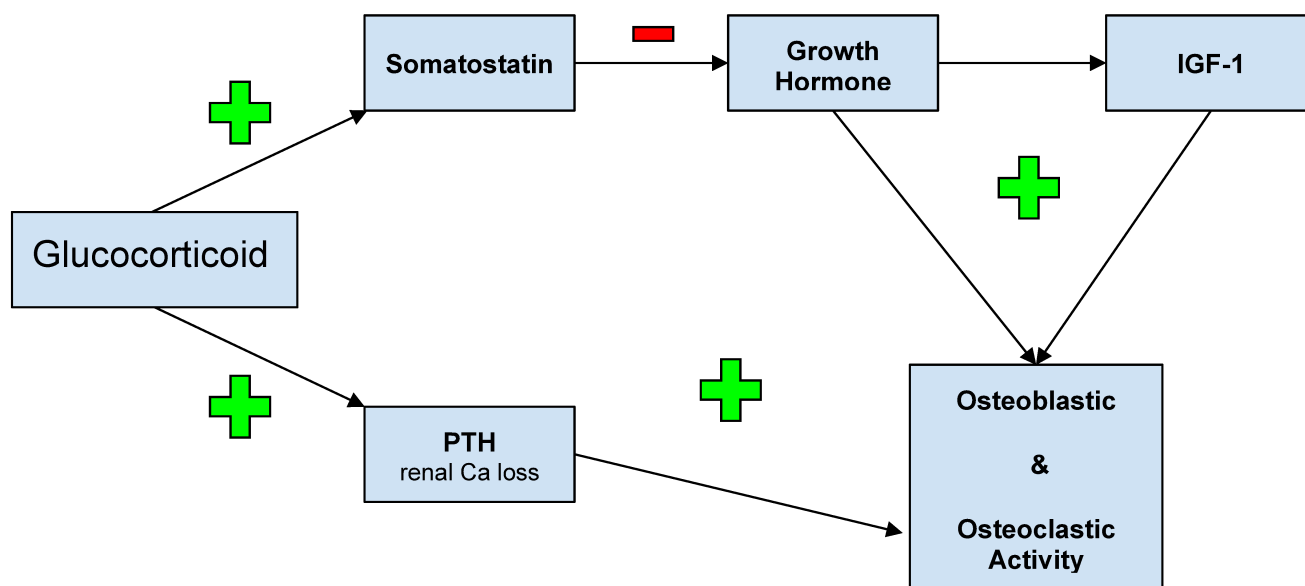 Somatostatin
Growth
Hormone
IGF-1
Glucocorticoid
PTH
renal Ca loss
Osteoblastic
&
Osteoclastic
Activity